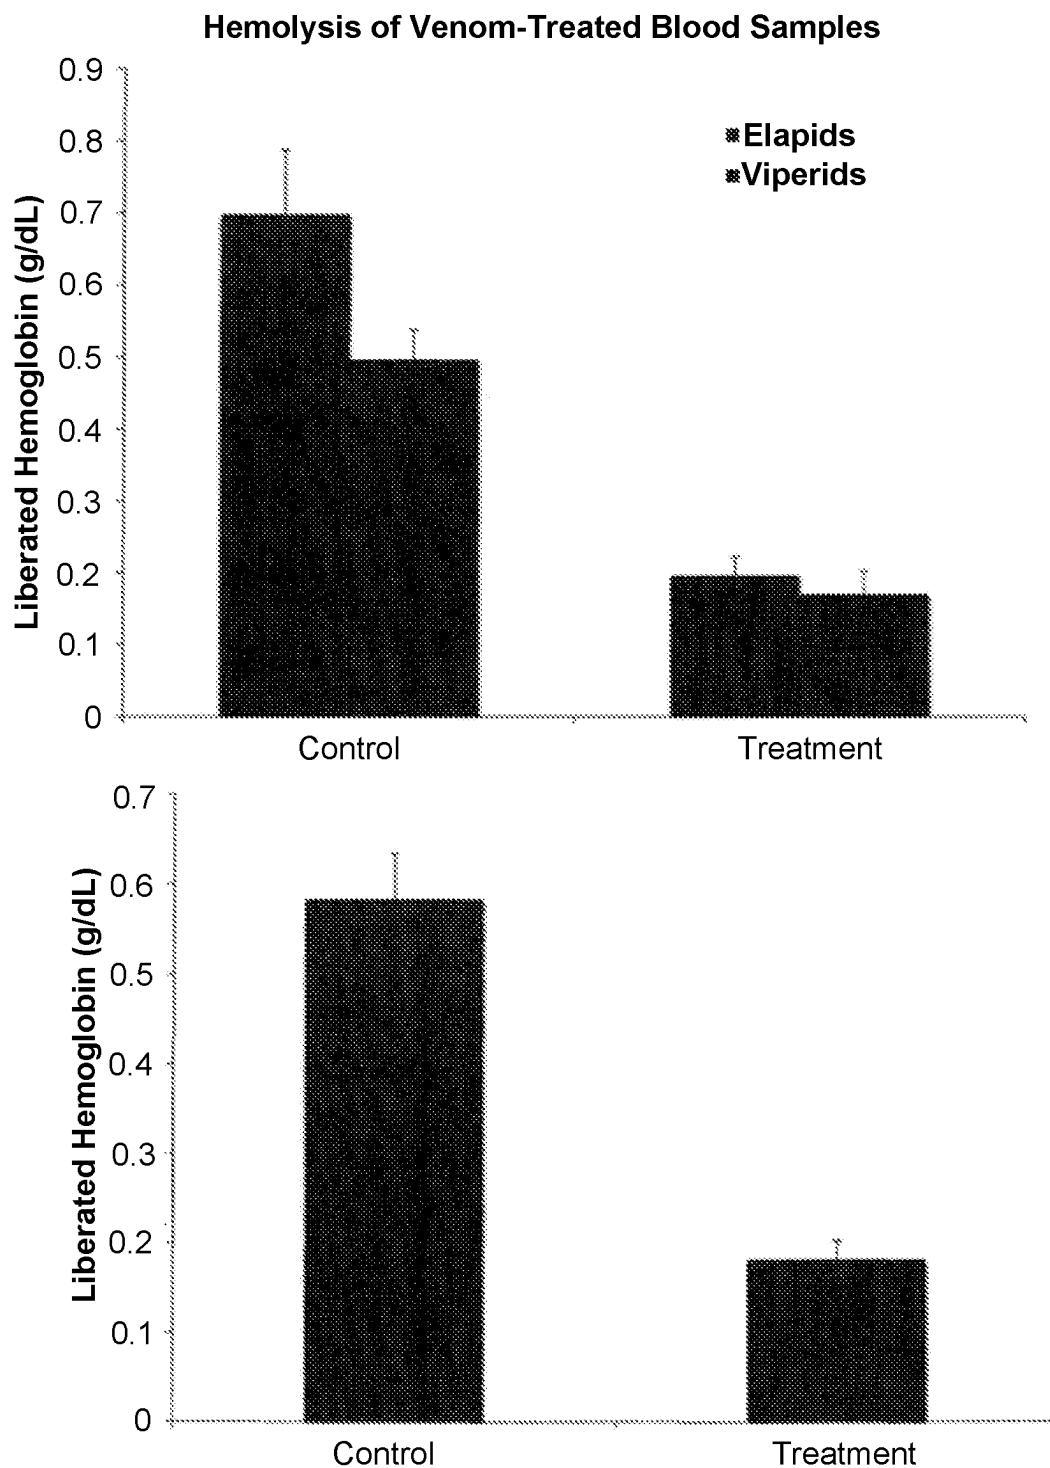 Hemolysis of Venom-Treated Blood Samples
0.9
0.8
0.7
0.6
0.5
0.4
0.3
0.2
0.1
0
Liberated Hemoglobin (g/dL)
Elapids
Viperids
Control Treatment
0.7
0.6
0.5
0.4
0.3
0.2
0.1
0
Liberated Hemoglobin (g/dL)
Control Treatment